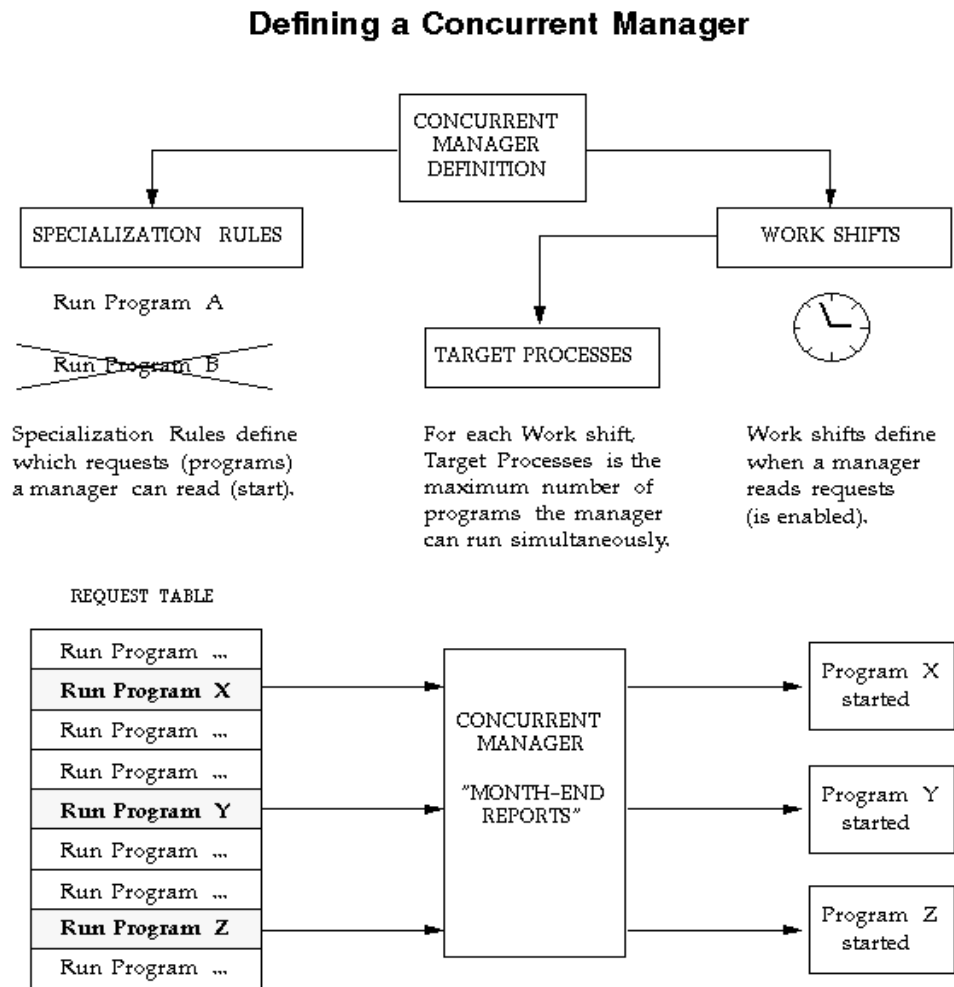 Defining a Concurrent Manager
CONCURRENT
MANAGER
DEFINITION
SPECIALIZATION RULES
WORK SHIFTS
Run Program A
Run Program B
TARGET PROCESSES
Specialization Rules define
which requests (programs)
a manager can read (start).
For each Work shift,
Target Processes is the
maximum number of
programs the manager
can run simultaneously.
Work shifts define
when a manager
reads requests
(is enabled).
REQUEST TABLE
Run Program ...
Run Program X
Run Program ...
Run Program ...
Run Program Y
Run Program ...
Run Program ...
Run Program Z
Run Program ...
CONCURRENT
MANAGER
"MONTH-END
REPORTS"
Program X
started
Program Y
started
Program Z
started